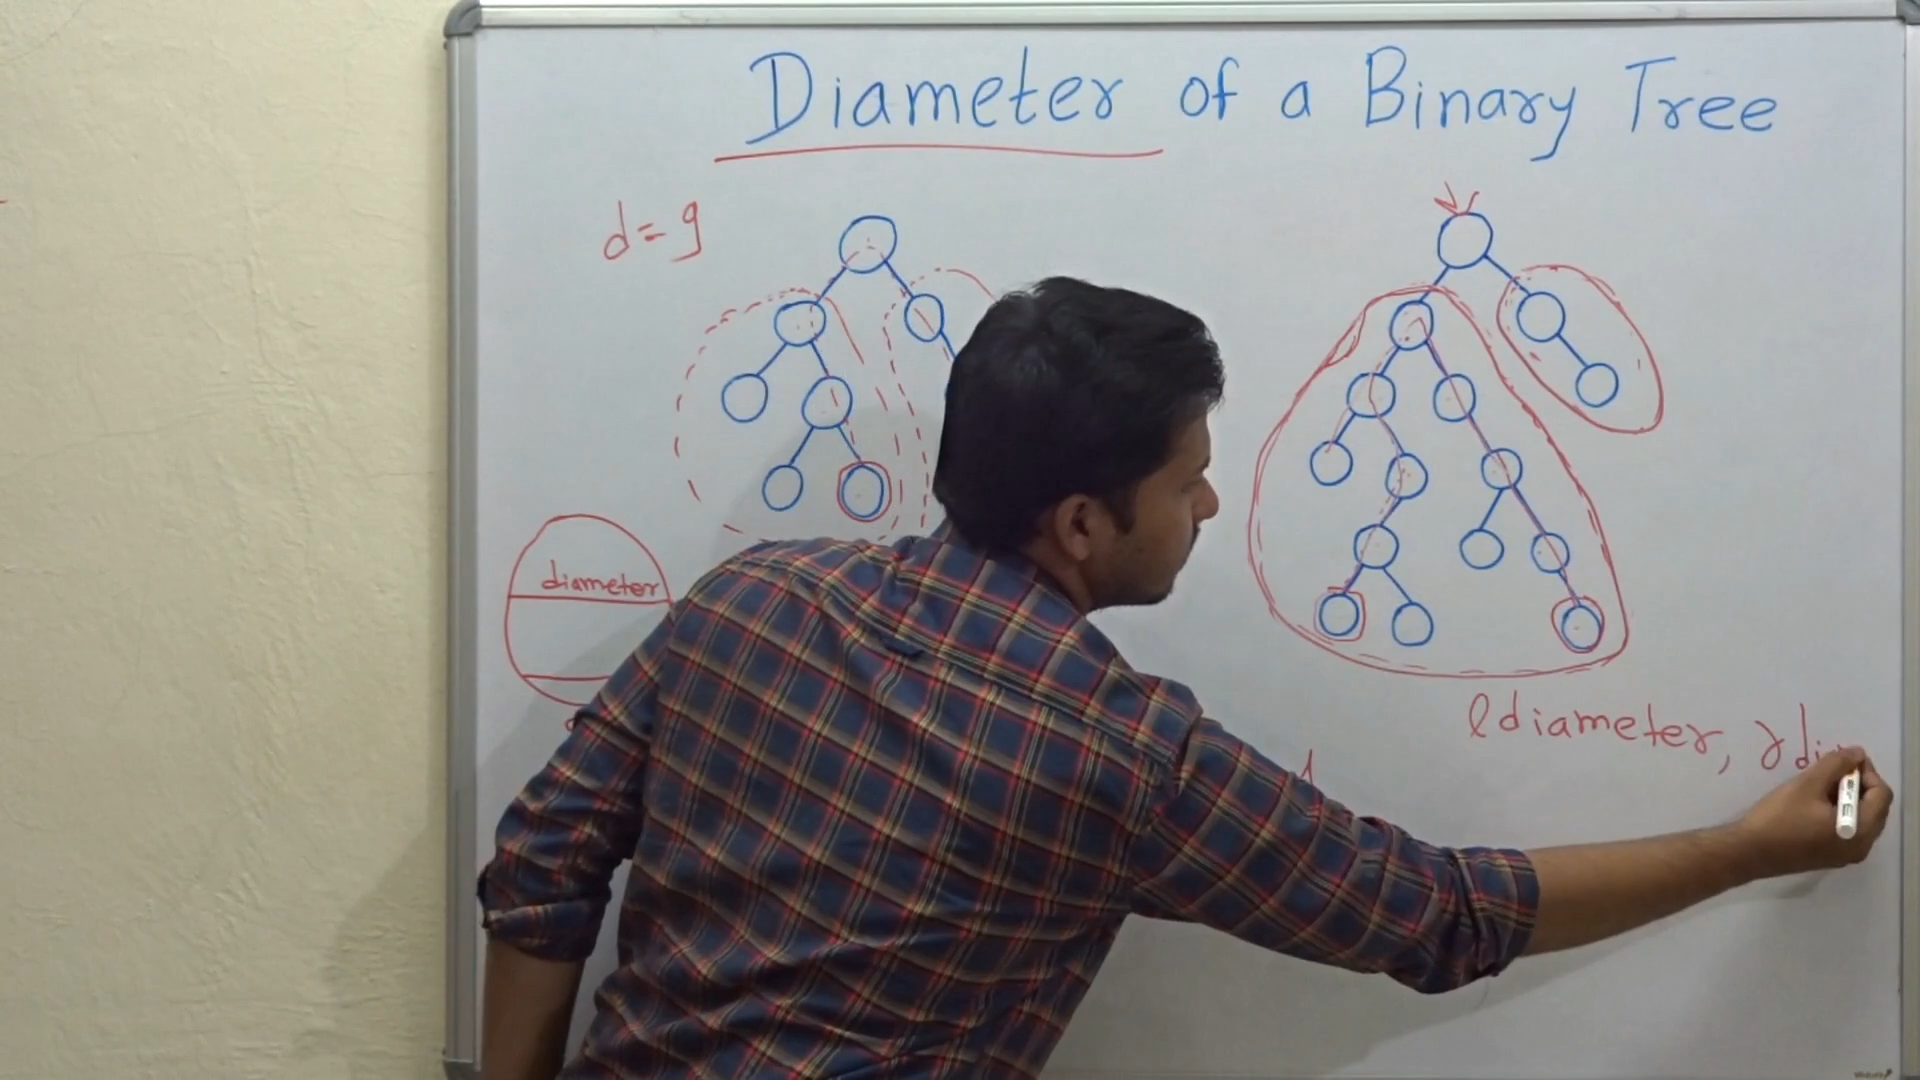 Diameter of a Binary Tree
d = 9
diameter
ldiameter, rdi